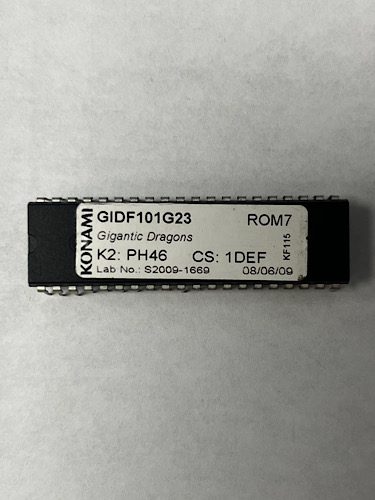 KONAMI
GIDF101G23 ROM7
Gigantic Dragons
K2: PH46 CS: 1DEF
Lab No.: S2009-1669 08/06/09
KF115